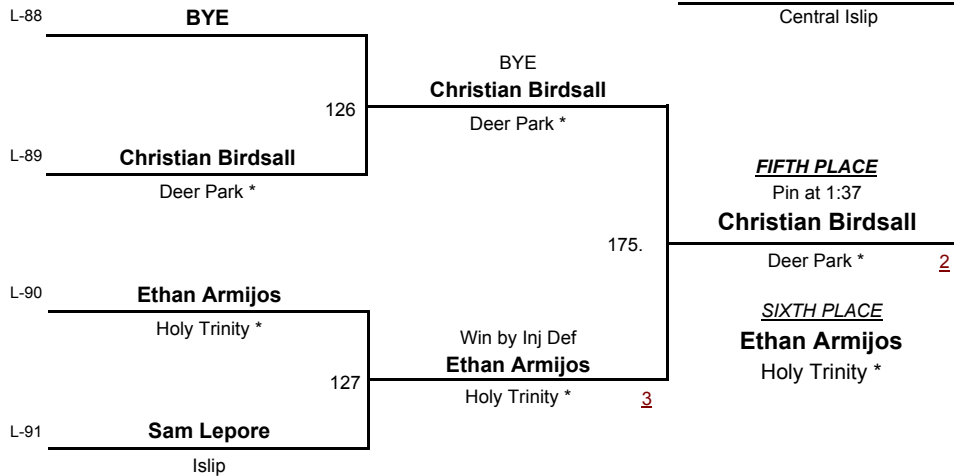 Central Islip
L-88 BYE
BYE
Christian Birdsall
126
Deer Park *
L-89 Christian Birdsall
Deer Park *
FIFTH PLACE
Pin at 1:37
Christian Birdsall
175.
Deer Park * 2
L-90 Ethan Armijos
Holy Trinity *
SIXTH PLACE
Ethan Armijos
Holy Trinity *
Win by Inj Def
Ethan Armijos
127
Holy Trinity * 3
L-91 Sam Lepore
Islip